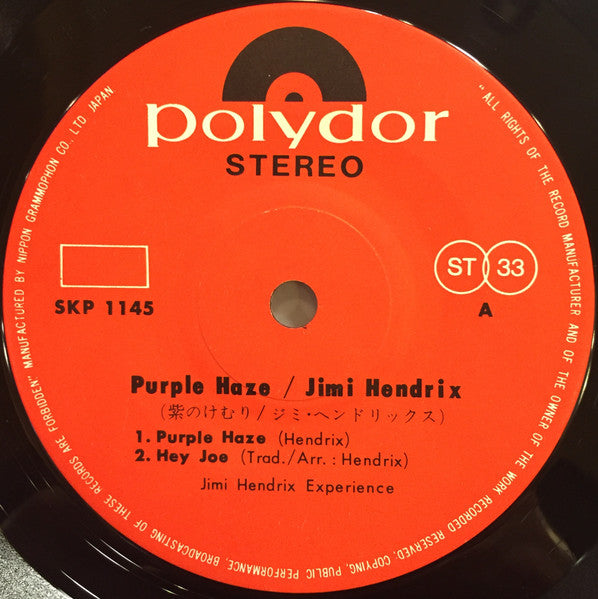 polydor
STEREO
SKP 1145
ST 33
A
Purple Haze / Jimi Hendrix
(紫のけむり/ジミ・ヘンドリックス)
1. Purple Haze (Hendrix)
2. Hey Joe (Trad./Arr. : Hendrix)
Jimi Hendrix Experience
"ALL RIGHTS OF THE RECORD MANUFACTURER AND OF THE OWNER OF THE WORK RECORDED RESERVED. COPYING, PUBLIC PERFORMANCE, BROADCASTING OF THESE RECORDS ARE FORBIDDEN" MANUFACTURED BY NIPPON GRAMMOPHON CO. LTD JAPAN